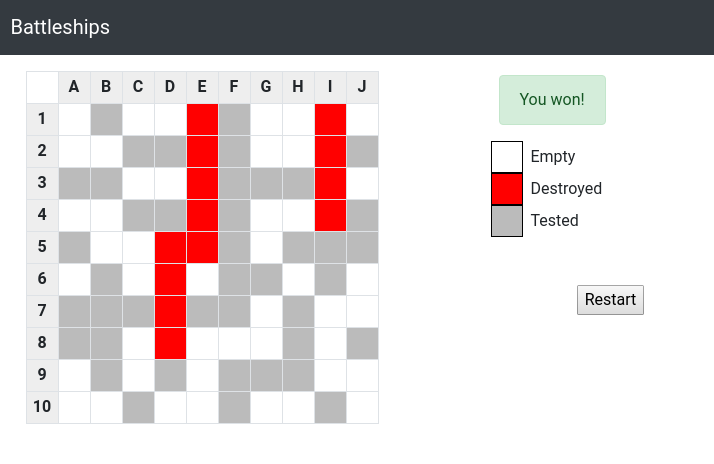 Battleships
A B C D E F G H I J
You won!
1
2
Empty
3
Destroyed
4
Tested
5
6
7
Restart
8
9
10